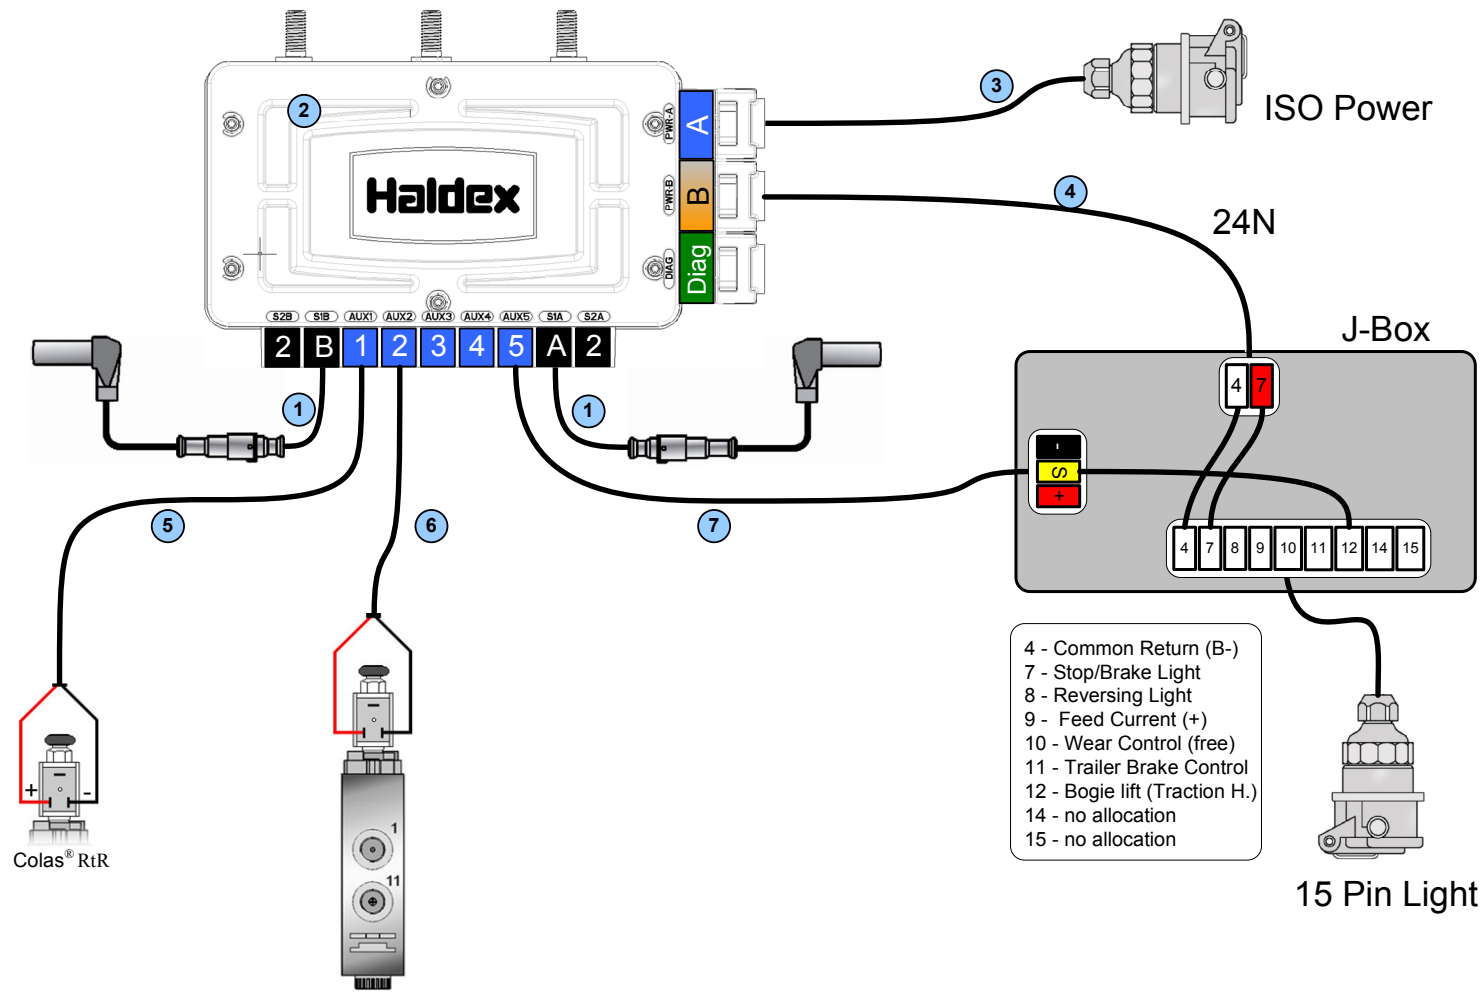 2
3
ISO Power
PWR-A
A
Haldex
PWR-B
B
4
24N
DIAG
Diag
S2B S1B AUX1 AUX2 AUX3 AUX4 AUX5 S1A S2A
2 B 1 2 3 4 5 A 2
J-Box
4 7
1
1
-
S
+
5
6
7
4 7 8 9 10 11 12 14 15
4 - Common Return (B-)
7 - Stop/Brake Light
8 - Reversing Light
9 - Feed Current (+)
10 - Wear Control (free)
11 - Trailer Brake Control
12 - Bogie lift (Traction H.)
14 - no allocation
15 - no allocation
+ -
Colas® RtR
1
11
15 Pin Light